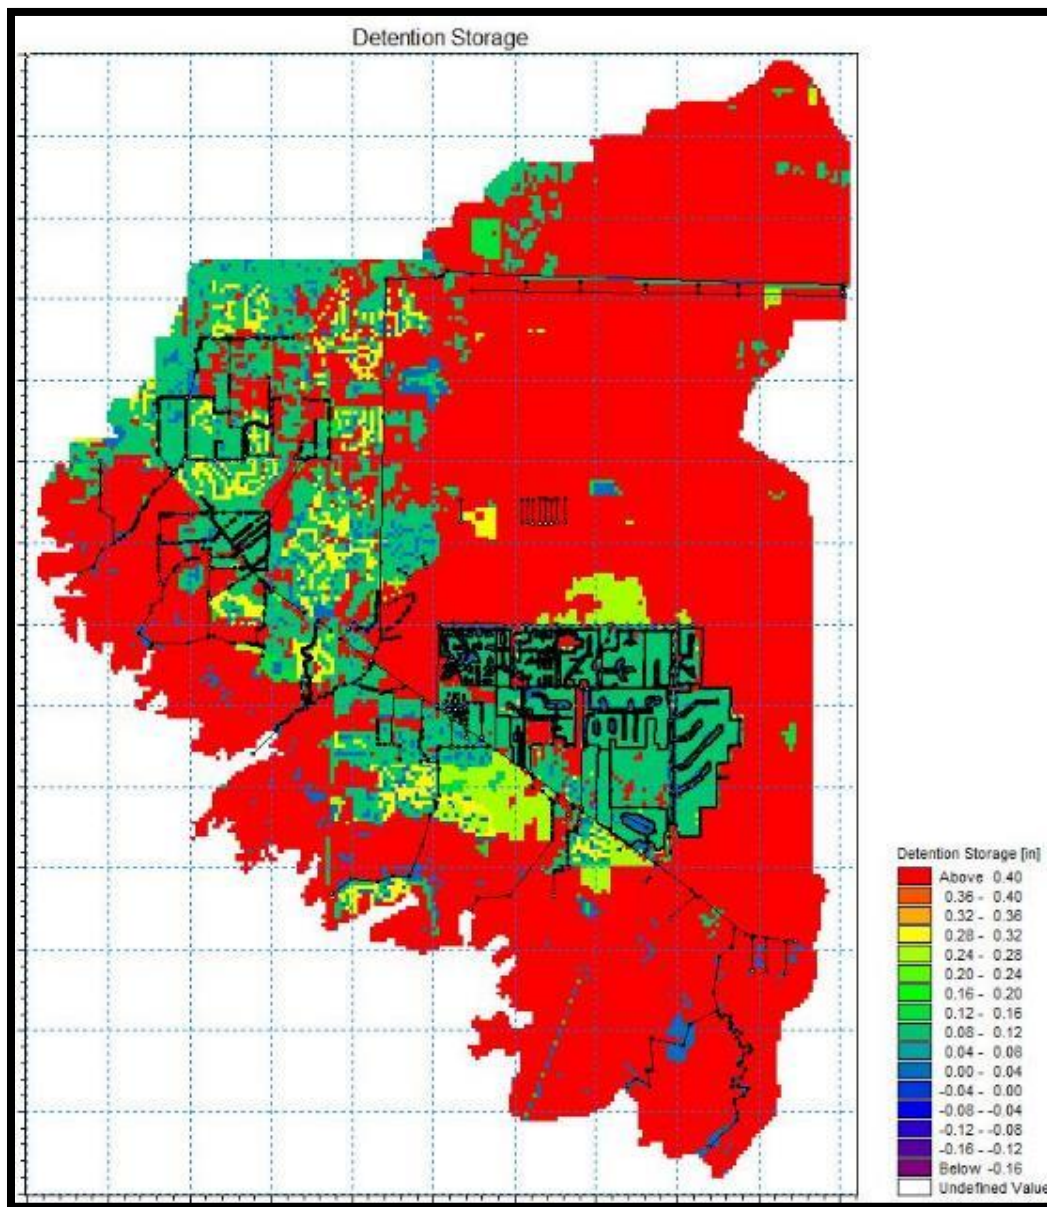 Detention Storage
Detention Storage [in]
Above 0.40
0.36 - 0.40
0.32 - 0.36
0.28 - 0.32
0.24 - 0.28
0.20 - 0.24
0.16 - 0.20
0.12 - 0.16
0.08 - 0.12
0.04 - 0.08
0.00 - 0.04
-0.04 - 0.00
-0.08 - -0.04
-0.12 - -0.08
-0.16 - -0.12
Below -0.16
Undefined Value